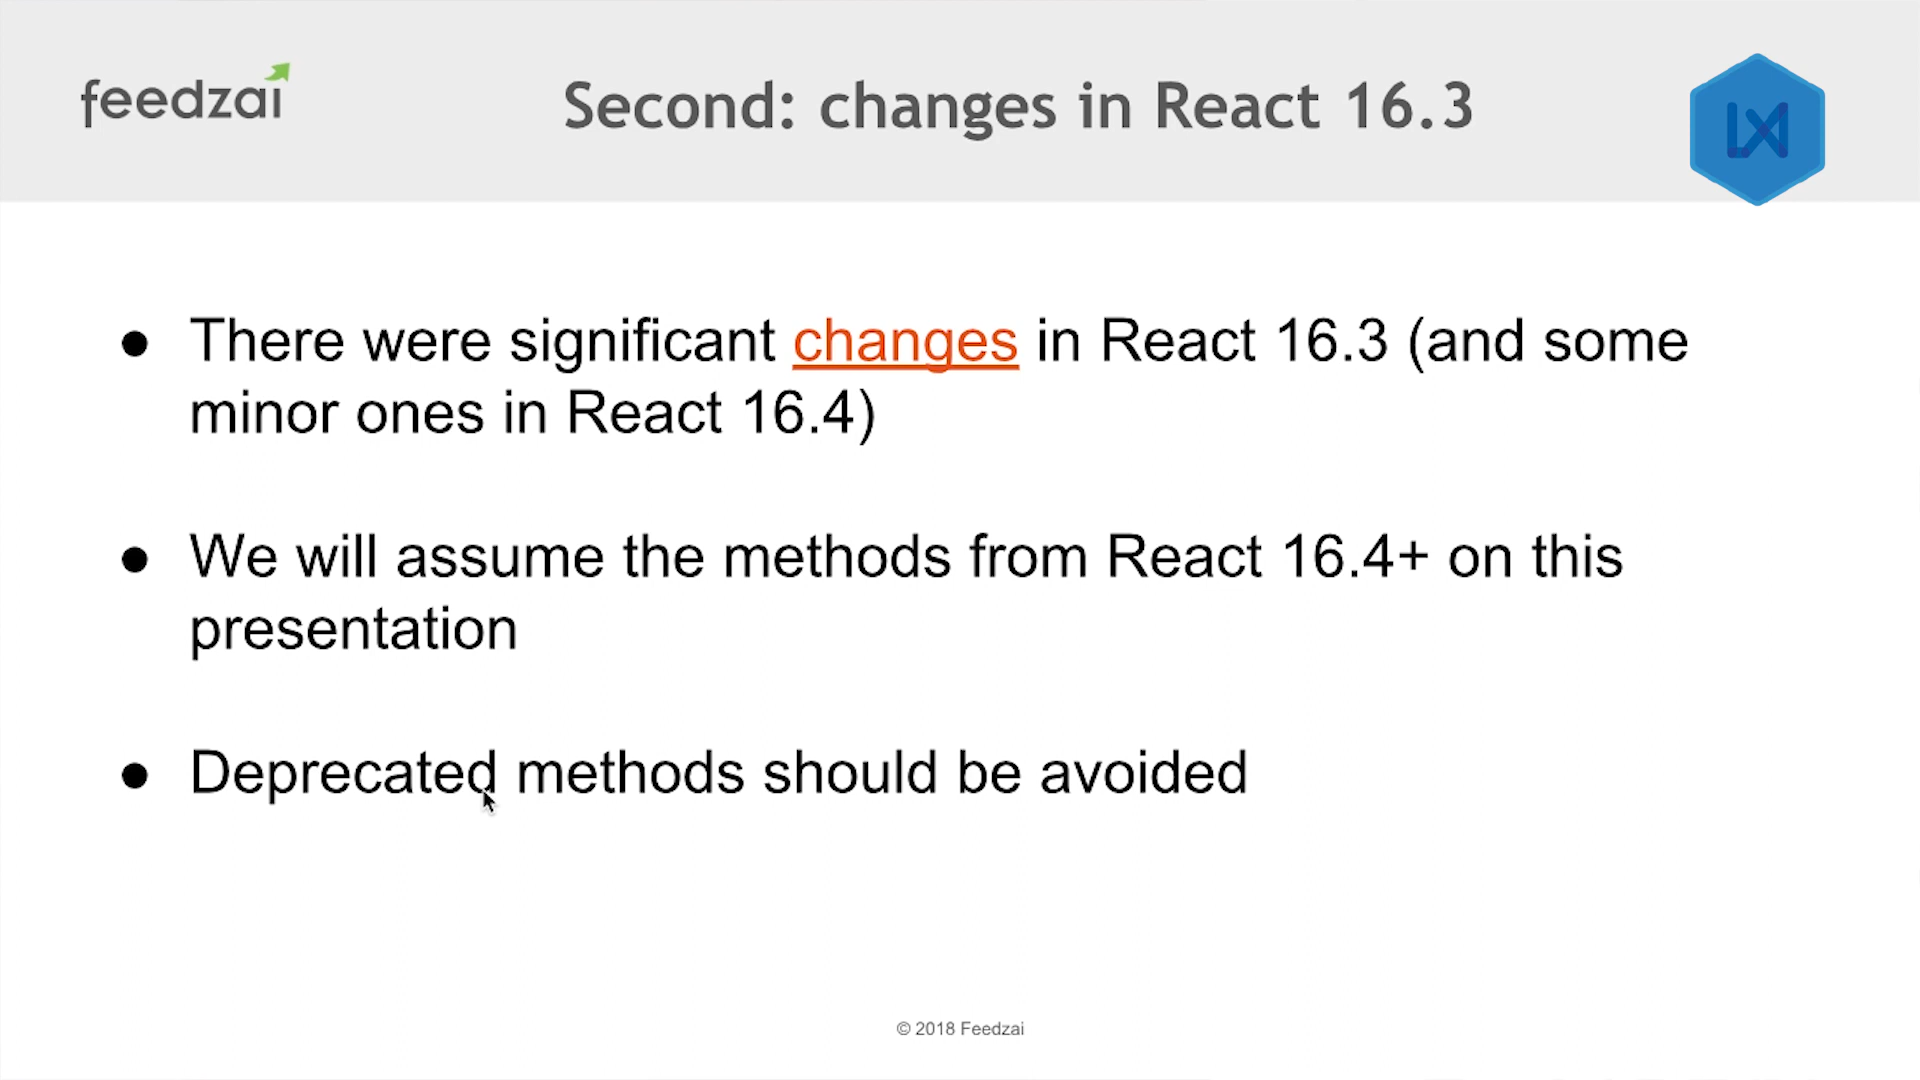 feedzai
Second: changes in React 16.3
● There were significant changes in React 16.3 (and some
minor ones in React 16.4)
● We will assume the methods from React 16.4+ on this
presentation
● Deprecated methods should be avoided
© 2018 Feedzai